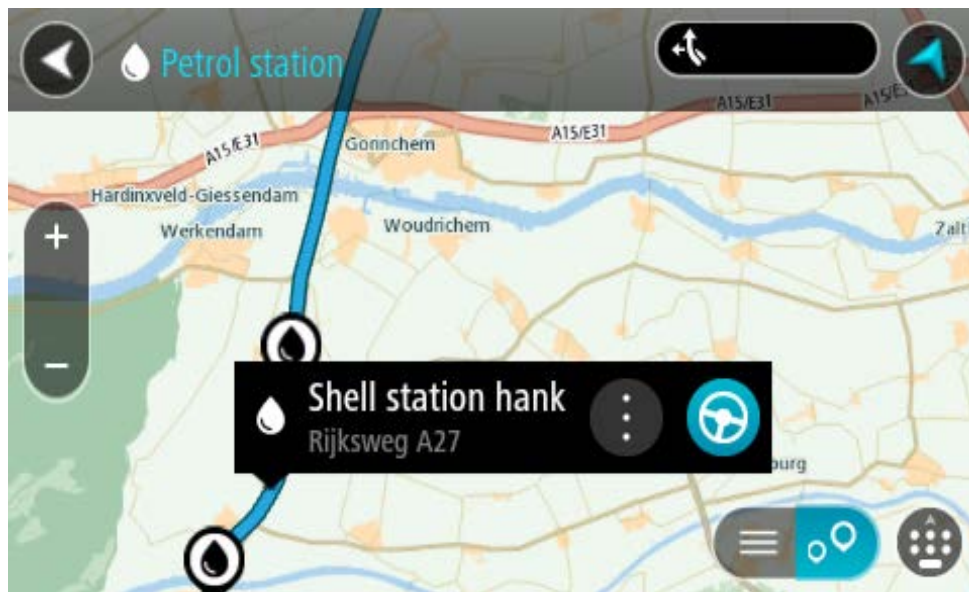 Petrol station
A15/E31
A15/E31
A15/E31
Gorinchem
Hardinxveld-Giessendam
Werkendam
Woudrichem
Zalt
+
-
Shell station hank
Rijksweg A27
burg